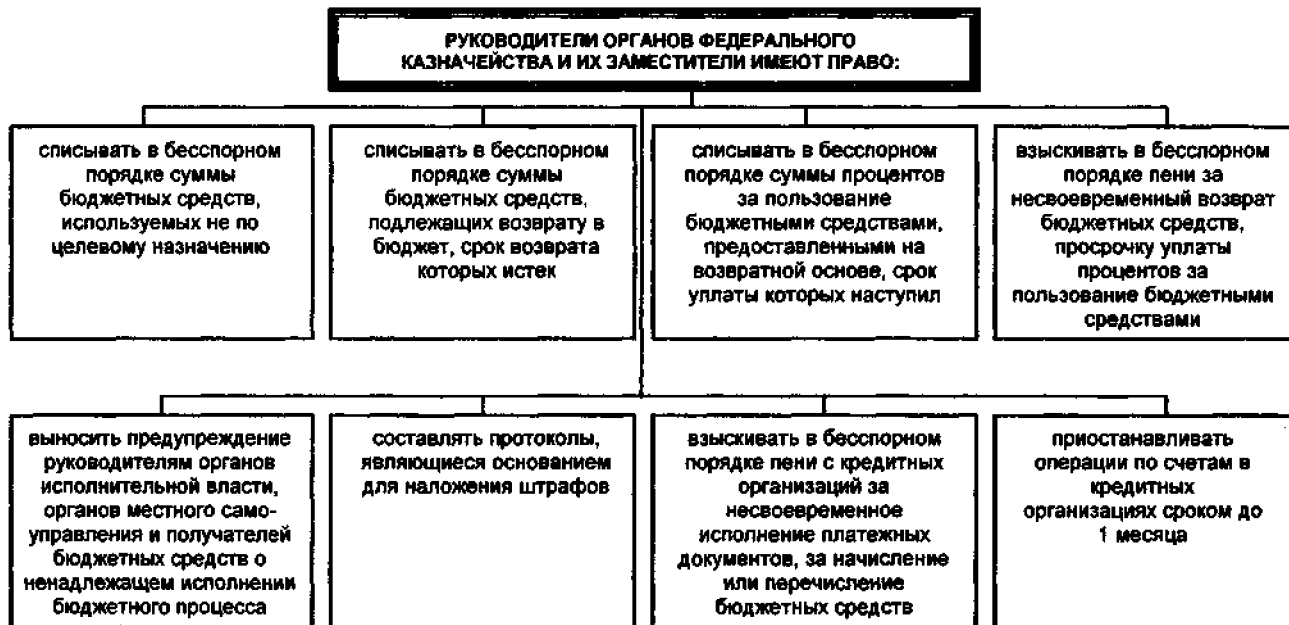 РУКОВОДИТЕЛИ ОРГАНОВ ФЕДЕРАЛЬНОГО
КАЗНАЧЕЙСТВА И ИХ ЗАМЕСТИТЕЛИ ИМЕЮТ ПРАВО:
списывать в бесспорном
порядке суммы
бюджетных средств,
используемых не по
целевому назначению
списывать в бесспорном
порядке суммы
бюджетных средств,
подлежащих возврату в
бюджет, срок возврата
которых истек
списывать в бесспорном
порядке суммы процентов
за пользование
бюджетными средствами,
предоставленными на
возвратной основе, срок
уплаты которых наступил
взыскивать в бесспорном
порядке пени за
несвоевременный возврат
бюджетных средств,
просрочку уплаты
процентов за
пользование бюджетными
средствами
выносить предупреждение
руководителям органов
исполнительной власти,
органов местного само-
управления и получателей
бюджетных средств о
ненадлежащем исполнении
бюджетного процесса
составлять протоколы,
являющиеся основанием
для наложения штрафов
взыскивать в бесспорном
порядке пени с кредитных
организаций за
несвоевременное
исполнение платежных
документов, за начисление
или перечисление
бюджетных средств
приостанавливать
операции по счетам в
кредитных
организациях сроком до
1 месяца